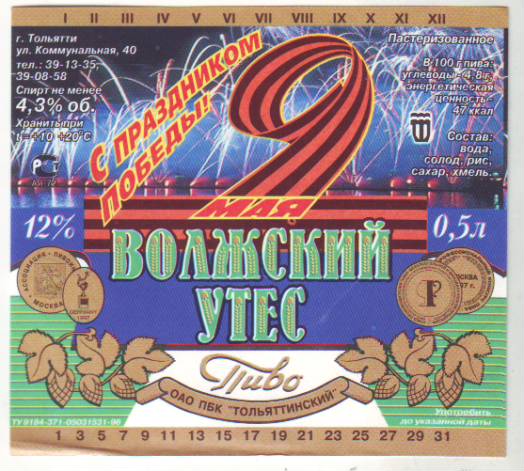 I II III IV V VI VII VIII IX X XI XII
г. Тольятти
ул. Коммунальная, 40
тел.: 39-13-35;
39-08-58
Спирт не менее
4,3% об.
Хранить при
t=+10 +20°C
С ПРАЗДНИКОМ
ПОБЕДЫ!
9
МАЯ
Пастеризованное
В 100 г пива:
углеводы - 4,8 г,
энергетическая
ценность -
47 ккал
Состав:
вода,
солод, рис,
сахар, хмель.
12%
0,5л
ВОЛЖСКИЙ
УТЕС
АССОЦИАЦИЯ
МОСКВА
Пиво
ОАО ПБК "ТОЛЬЯТТИНСКИЙ"
ТУ 9184-371-05031531-96
Употребить
до указанной даты
1 3 5 7 9 11 13 15 17 19 21 23 25 27 29 31